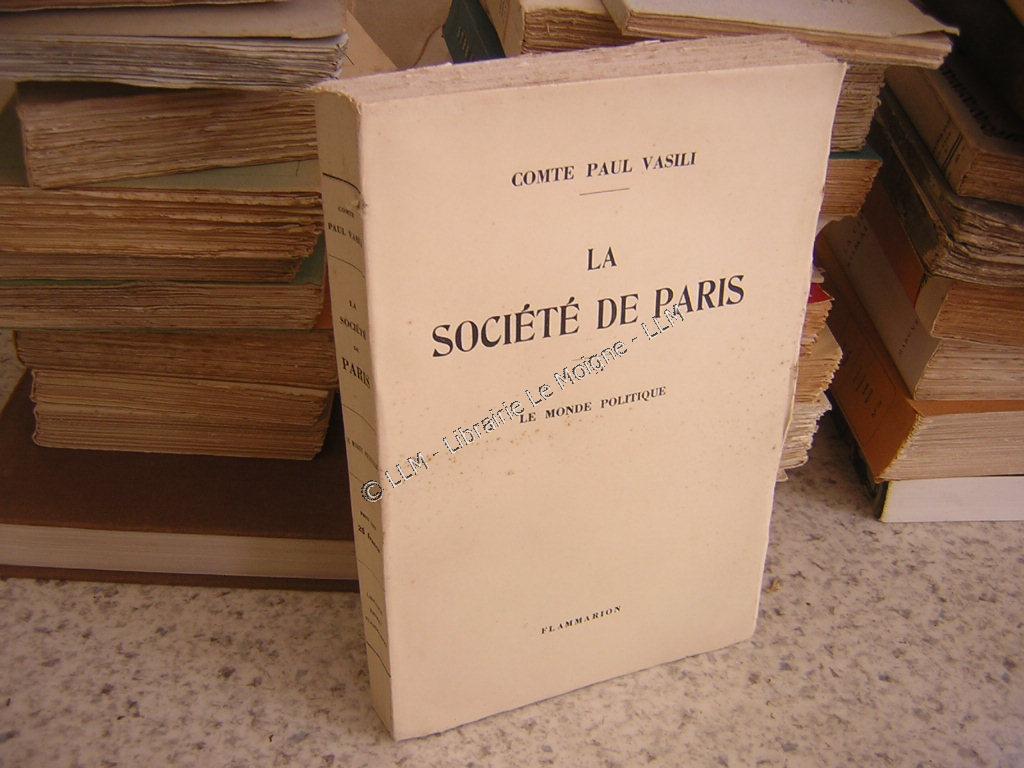 COMTE PAUL VASILI
LA
SOCIÉTÉ DE PARIS
LE MONDE POLITIQUE
FLAMMARION
COMTE
PAUL VASILI
LA
SOCIÉTÉ
DE
PARIS
© LLM - Librairie Le Moigne - LLM